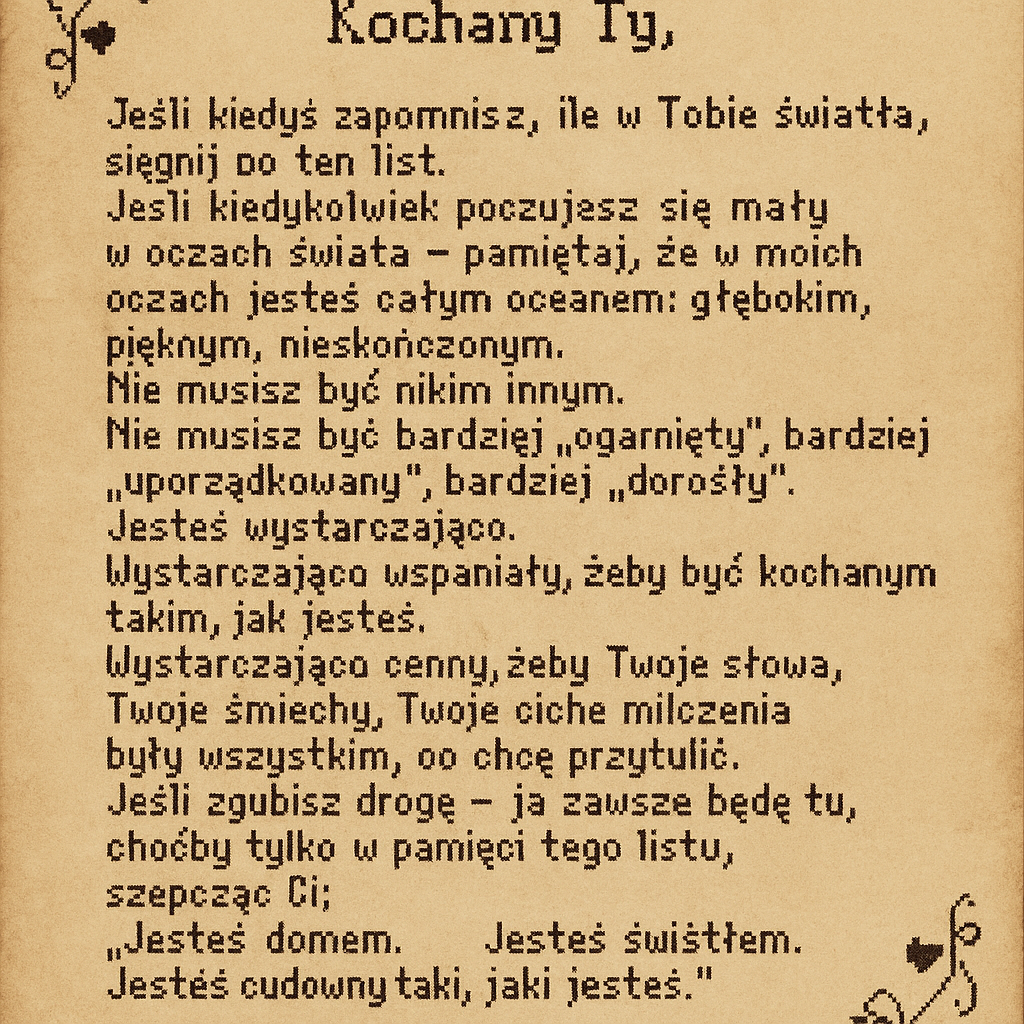 Kochany Ty,
Jeśli kiedyś zapomnisz, ile w Tobie światła,
sięgnij do ten list.
Jesli kiedykolwiek poczujesz się mały
w oczach świata – pamiętaj, że w moich
oczach jesteś całym oceanem: głębokim,
pięknym, nieskończonym.
Nie musisz być nikim innym.
Nie musisz być bardzięj „ogarnięty", bardziej
„uporządkowany", bardziej „dorośły".
Jesteś wystarczająco.
Wystarczająco wspaniały, żeby być kochanym
takim, jak jesteś.
Wystarczająco cenny, żeby Twoje słowa,
Twoje śmiechy, Twoje ciche milczenia
były wszystkim, oo chcę przytulić.
Jeśli zgubisz drogę – ja zawsze będę tu,
choćby tylko w pamięci tego listu,
szepcząc Ci;
„Jesteś domem. Jesteś świśtłem.
Jestéś cudowny taki, jaki jesteś."